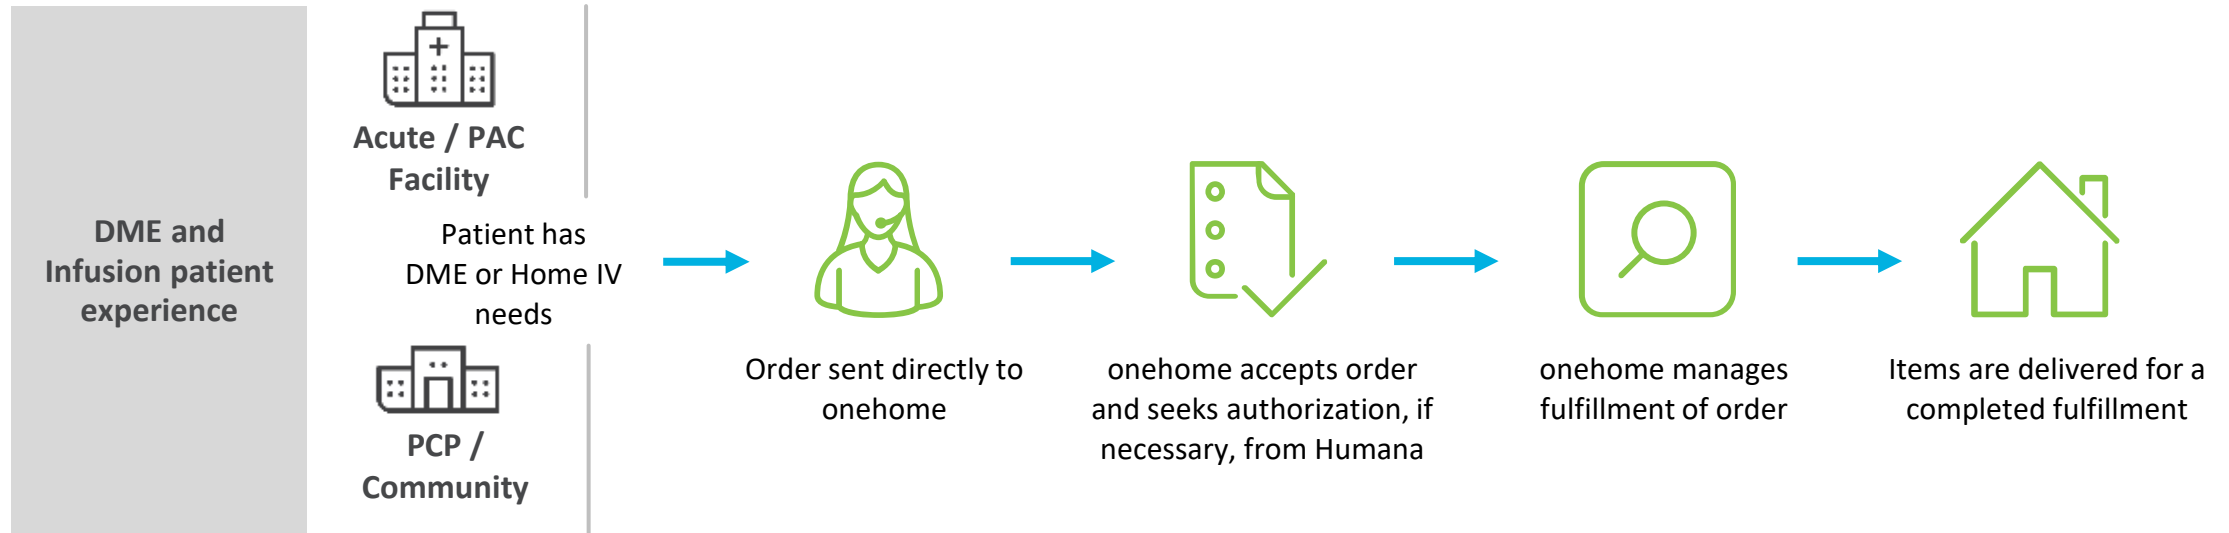 DME and
Infusion patient
experience
Acute / PAC
Facility
Patient has
DME or Home IV
needs
PCP /
Community
Order sent directly to
onehome
onehome accepts order
and seeks authorization, if
necessary, from Humana
onehome manages
fulfillment of order
Items are delivered for a
completed fulfillment